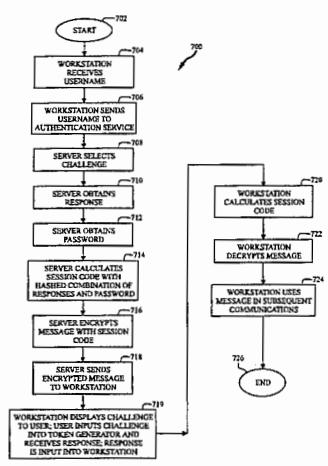 702
START
704
WORKSTATION
RECEIVES
USERNAME
706
WORKSTATION SENDS
USERNAME TO
AUTHENTICATION SERVICE
708
SERVER SELECTS
CHALLENGE
710
SERVER OBTAINS
RESPONSE
712
SERVER OBTAINS
PASSWORD
714
SERVER CALCULATES
SESSION CODE WITH
HASHED COMBINATION OF
RESPONSES AND PASSWORD
716
SERVER ENCRYPTS
MESSAGE WITH SESSION
CODE
718
SERVER SENDS
ENCRYPTED MESSAGE
TO WORKSTATION
719
WORKSTATION DISPLAYS CHALLENGE
TO USER; USER INPUTS CHALLENGE
INTO TOKEN GENERATOR AND
RECEIVES RESPONSE; RESPONSE
IS INPUT INTO WORKSTATION
700
720
WORKSTATION
CALCULATES SESSION
CODE
722
WORKSTATION
DECRYPTS MESSAGE
724
WORKSTATION USES
MESSAGE IN SUBSEQUENT
COMMUNICATIONS
726
END